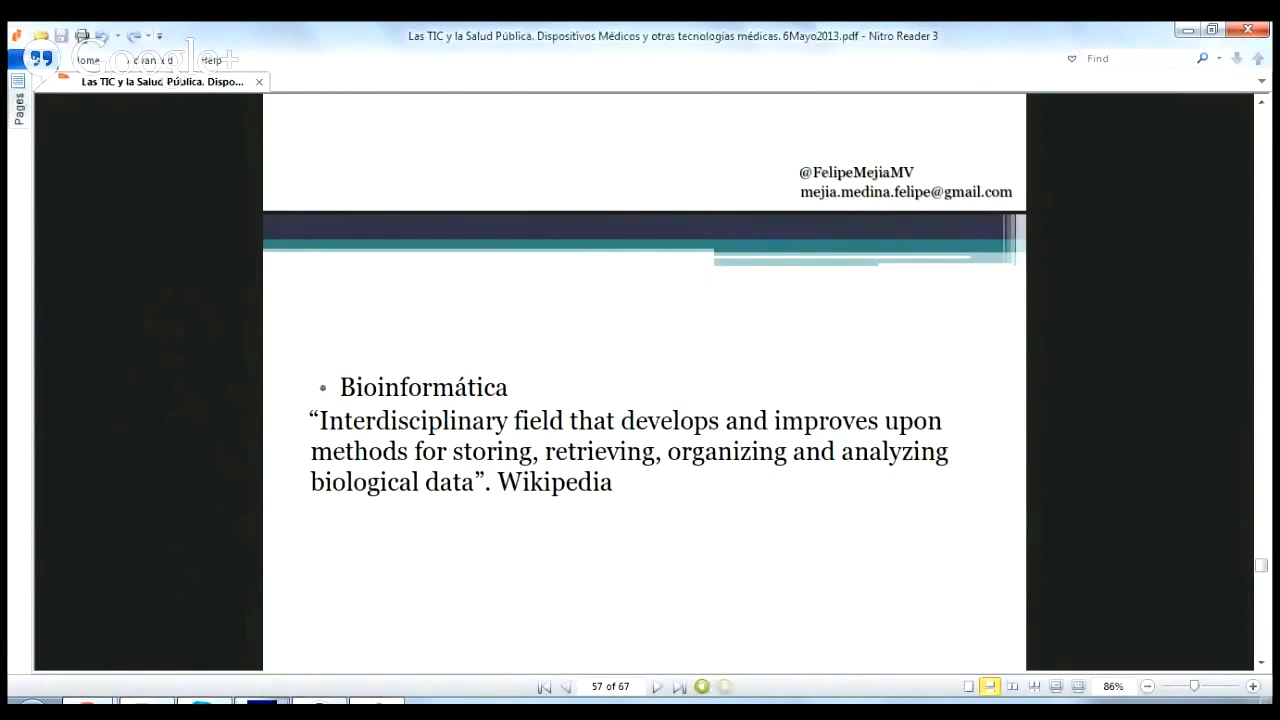 Las TIC y la Salud Pública. Dispositivos Médicos y otras tecnologías médicas. 6Mayo2013.pdf - Nitro Reader 3
Google+
Help
Find
Las TIC y la Salud Pública. Dispo...
Pages
@FelipeMejiaMV
mejia.medina.felipe@gmail.com
• Bioinformática
“Interdisciplinary field that develops and improves upon
methods for storing, retrieving, organizing and analyzing
biological data”. Wikipedia
57 of 67
86%